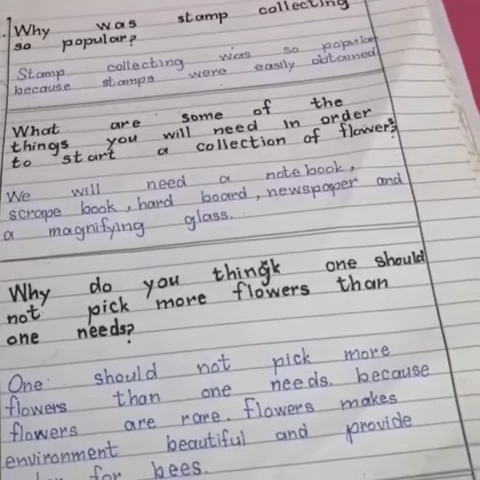 Why was stamp collecting
so popular?
Stamp collecting was so popular
because stamps were easily obtained
What are some of the
things you will need in order
to start a collection of flowers?
We will need a notebook,
scrape book, hard board, newspaper and
a magnifying glass.
Why do you thingk one should
not pick more flowers than
one needs?
One should not pick more
flowers than one needs. because
flowers are rare. Flowers makes
environment beautiful and provide
for bees.